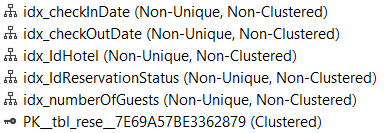 idx_checkInDate (Non-Unique, Non-Clustered)
idx_checkOutDate (Non-Unique, Non-Clustered)
idx_IdHotel (Non-Unique, Non-Clustered)
idx_IdReservationStatus (Non-Unique, Non-Clustered)
idx_numberOfGuests (Non-Unique, Non-Clustered)
PK__tbl_rese__7E69A57BE3362879 (Clustered)